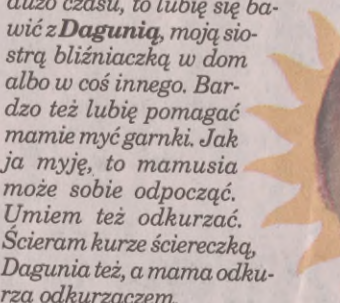 dużo czasu, to lubię się ba-
wić z Dagunią, moją sio-
strą bliźniaczką w dom
albo w coś innego. Bar-
dzo też lubię pomagać
mamie myć garnki. Jak
ja myję, to mamusia
może sobie odpocząć.
Umiem też odkurzać.
Ścieram kurze ściereczką,
Dagunia też, a mama odku-
rza odkurzaczem.